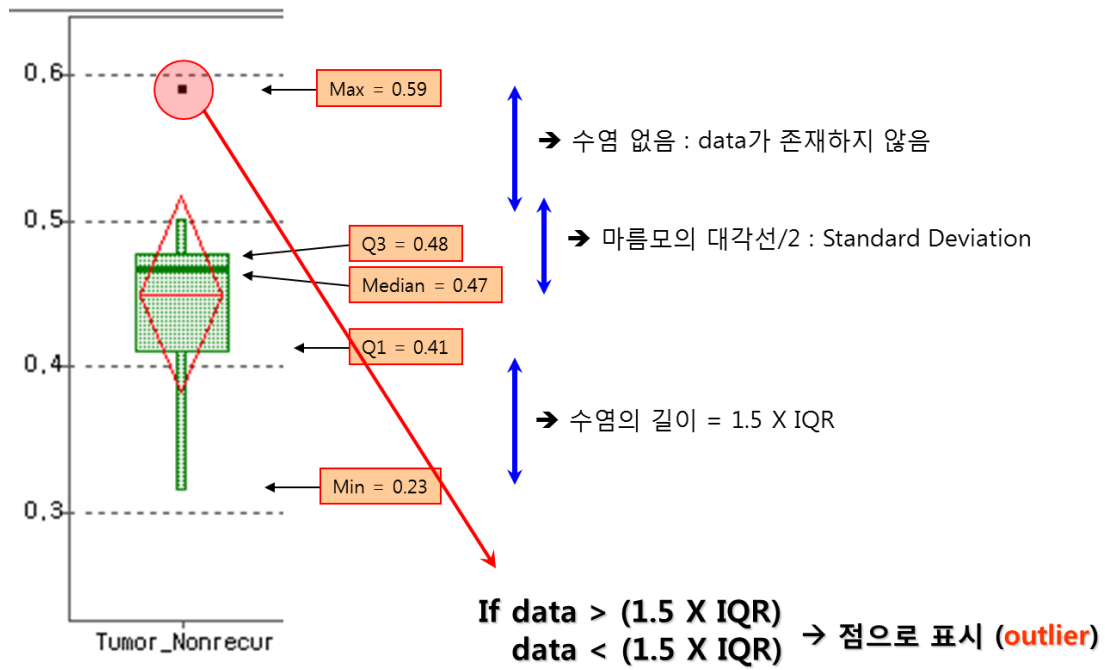 0.6
Max = 0.59
➔ 수염 없음 : data가 존재하지 않음
0.5
Q3 = 0.48
➔ 마름모의 대각선/2 : Standard Deviation
Median = 0.47
Q1 = 0.41
0.4
➔ 수염의 길이 = 1.5 X IQR
Min = 0.23
0.3
If data > (1.5 X IQR)
data < (1.5 X IQR)
→ 점으로 표시 (outlier)
Tumor_Nonrecur